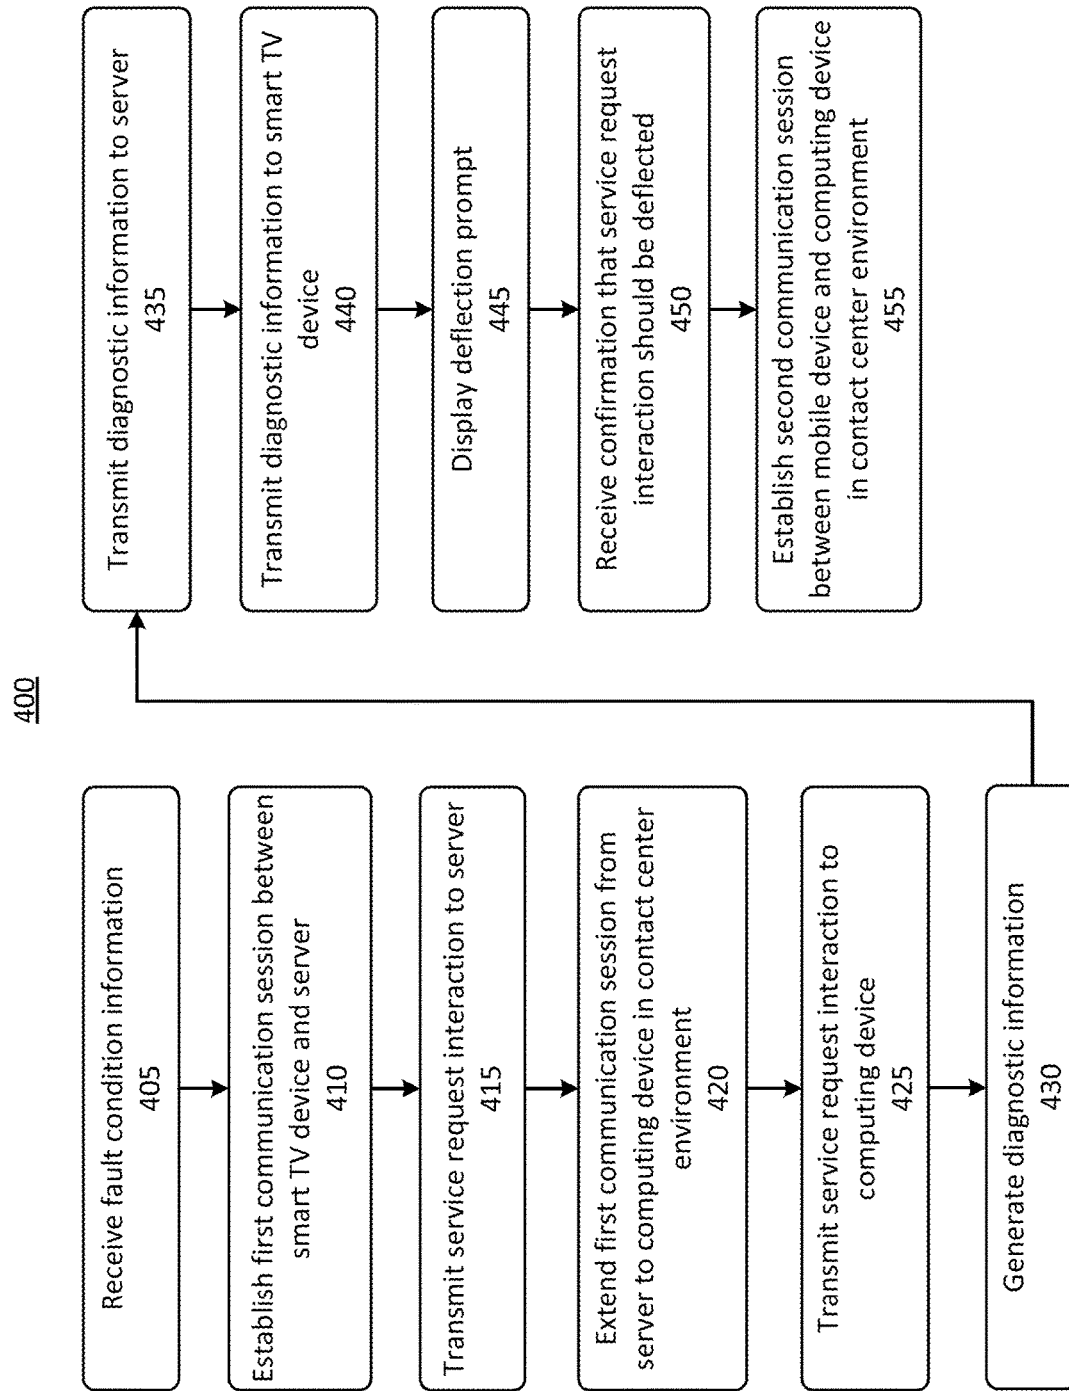 400
Receive fault condition information
405
Establish first communication session between
smart TV device and server
410
Transmit service request interaction to server
415
Extend first communication session from
server to computing device in contact center
environment
420
Transmit service request interaction to
computing device
425
Generate diagnostic information
430
Transmit diagnostic information to server
435
Transmit diagnostic information to smart TV
device
440
Display deflection prompt
445
Receive confirmation that service request
interaction should be deflected
450
Establish second communication session
between mobile device and computing device
in contact center environment
455